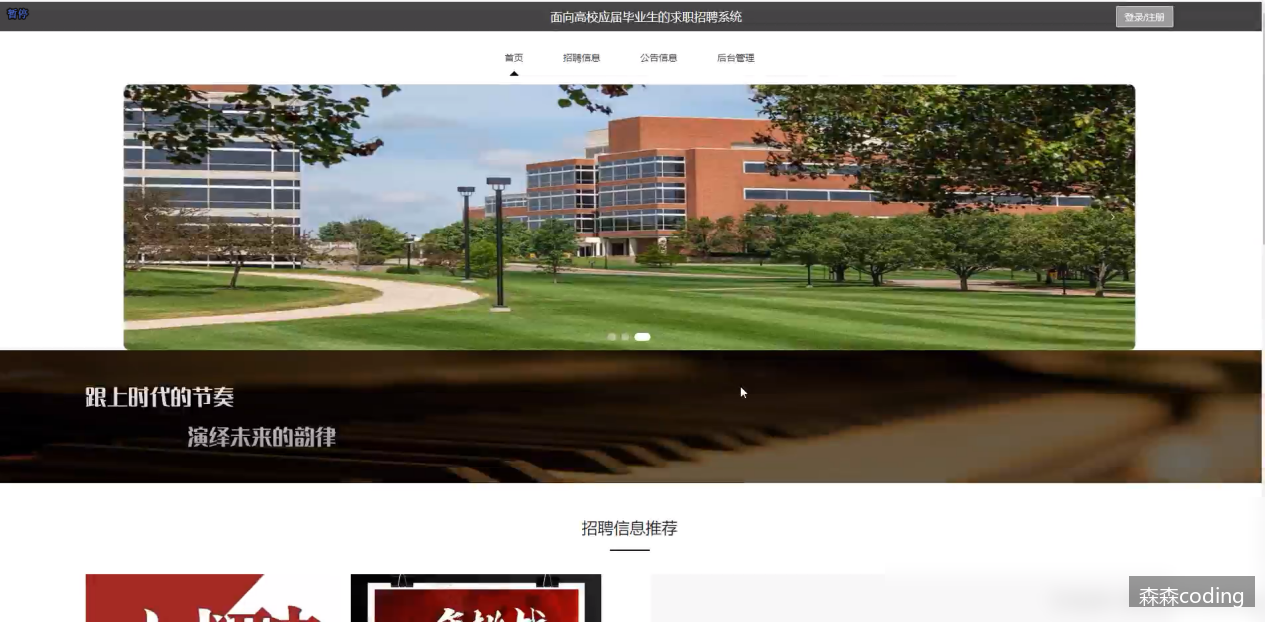 暂停
面向高校应届毕业生的求职招聘系统
登录/注册
首页
招聘信息
公告信息
后台管理
跟上时代的节奏
演绎未来的韵律
招聘信息推荐
森森coding